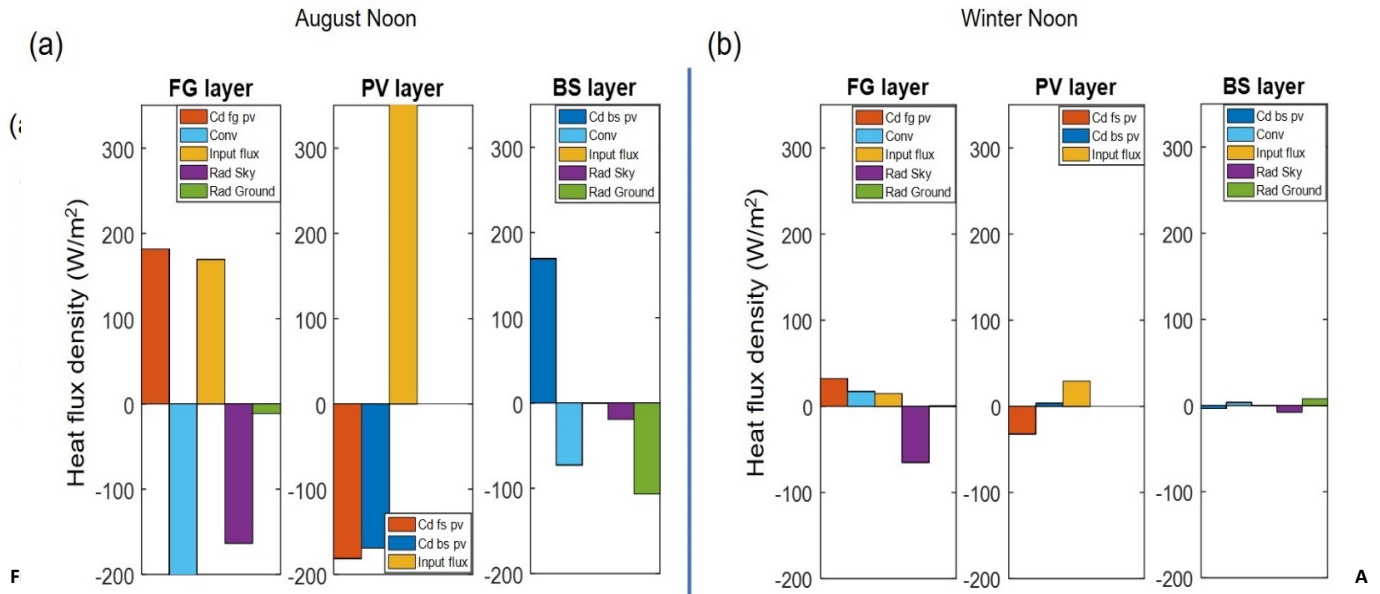 August Noon
Winter Noon
(a)
(b)
FG layer
PV layer
BS layer
FG layer
PV layer
BS layer
Heat flux density (W/m²)
300
200
100
0
-100
-200
Cd fg pv
Conv
Input flux
Rad Sky
Rad Ground
300
200
100
0
-100
-200
Cd fs pv
Cd bs pv
Input flux
300
200
100
0
-100
-200
Cd bs pv
Conv
Input flux
Rad Sky
Rad Ground
Heat flux density (W/m²)
300
200
100
0
-100
-200
Cd fg pv
Conv
Input flux
Rad Sky
Rad Ground
300
200
100
0
-100
-200
Cd fs pv
Cd bs pv
Input flux
300
200
100
0
-100
-200
Cd bs pv
Conv
Input flux
Rad Sky
Rad Ground
F
A